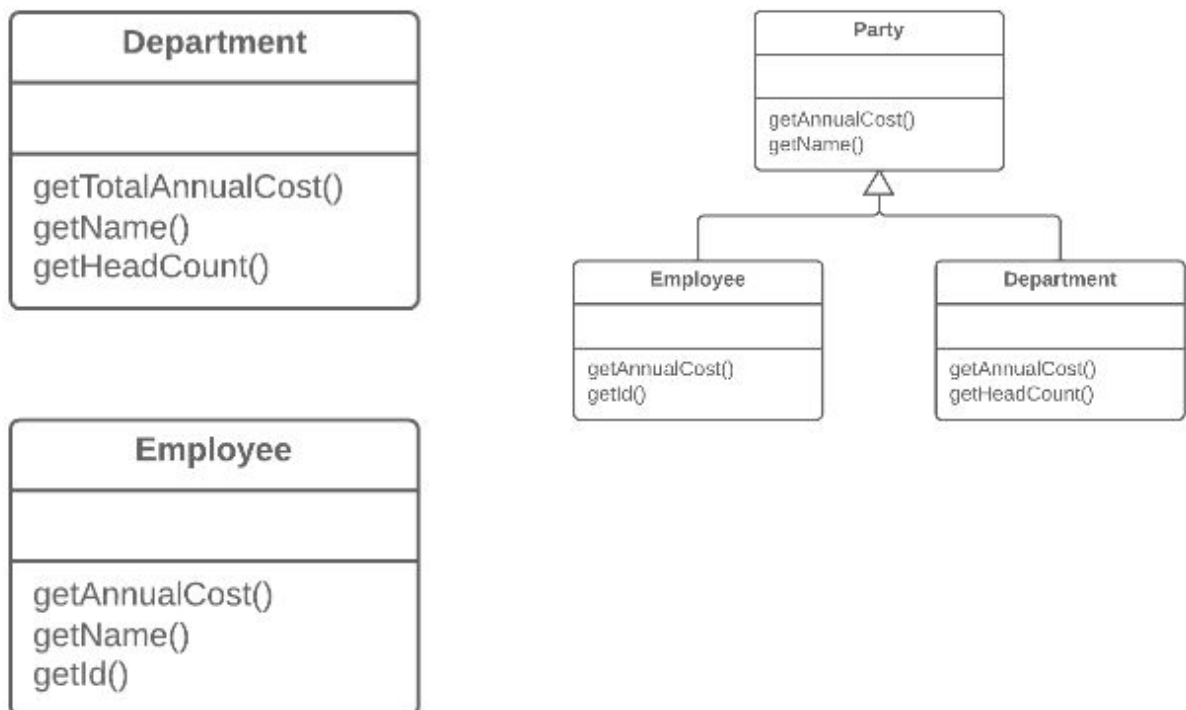 Department
getTotalAnnualCost()
getName()
getHeadCount()
Employee
getAnnualCost()
getName()
getId()
Party
getAnnualCost()
getName()
Employee
getAnnualCost()
getId()
Department
getAnnualCost()
getHeadCount()